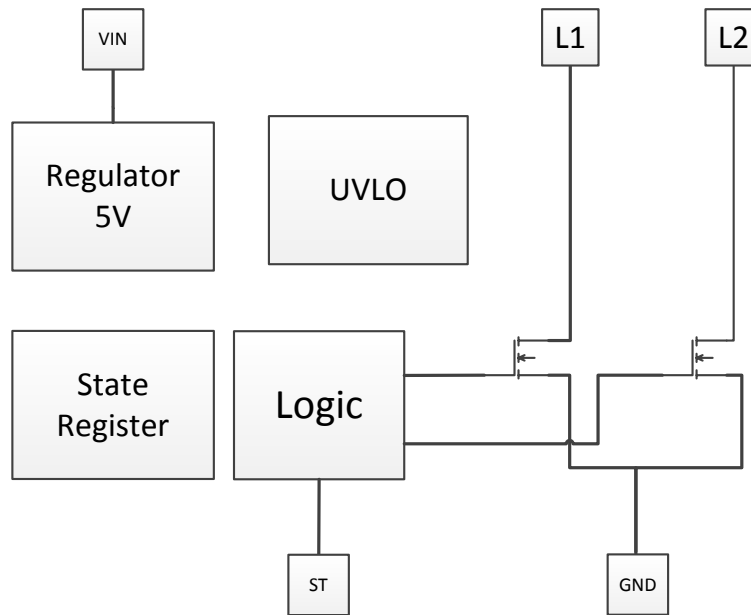 VIN
L1
L2
Regulator
5V
UVLO
State
Register
Logic
ST
GND